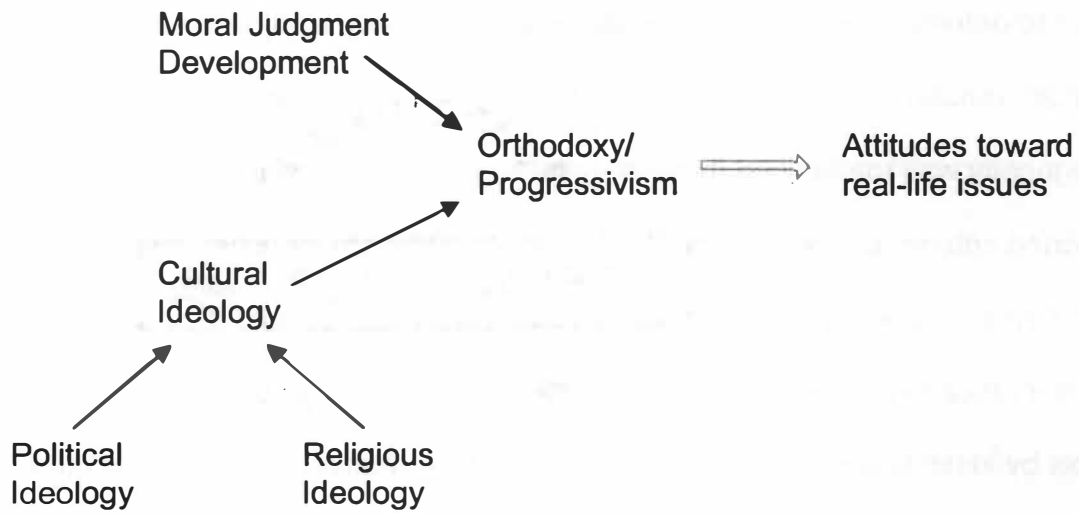 Moral Judgment
Development
Orthodoxy/
Progressivism
Attitudes toward
real-life issues
Cultural
Ideology
Political
Ideology
Religious
Ideology